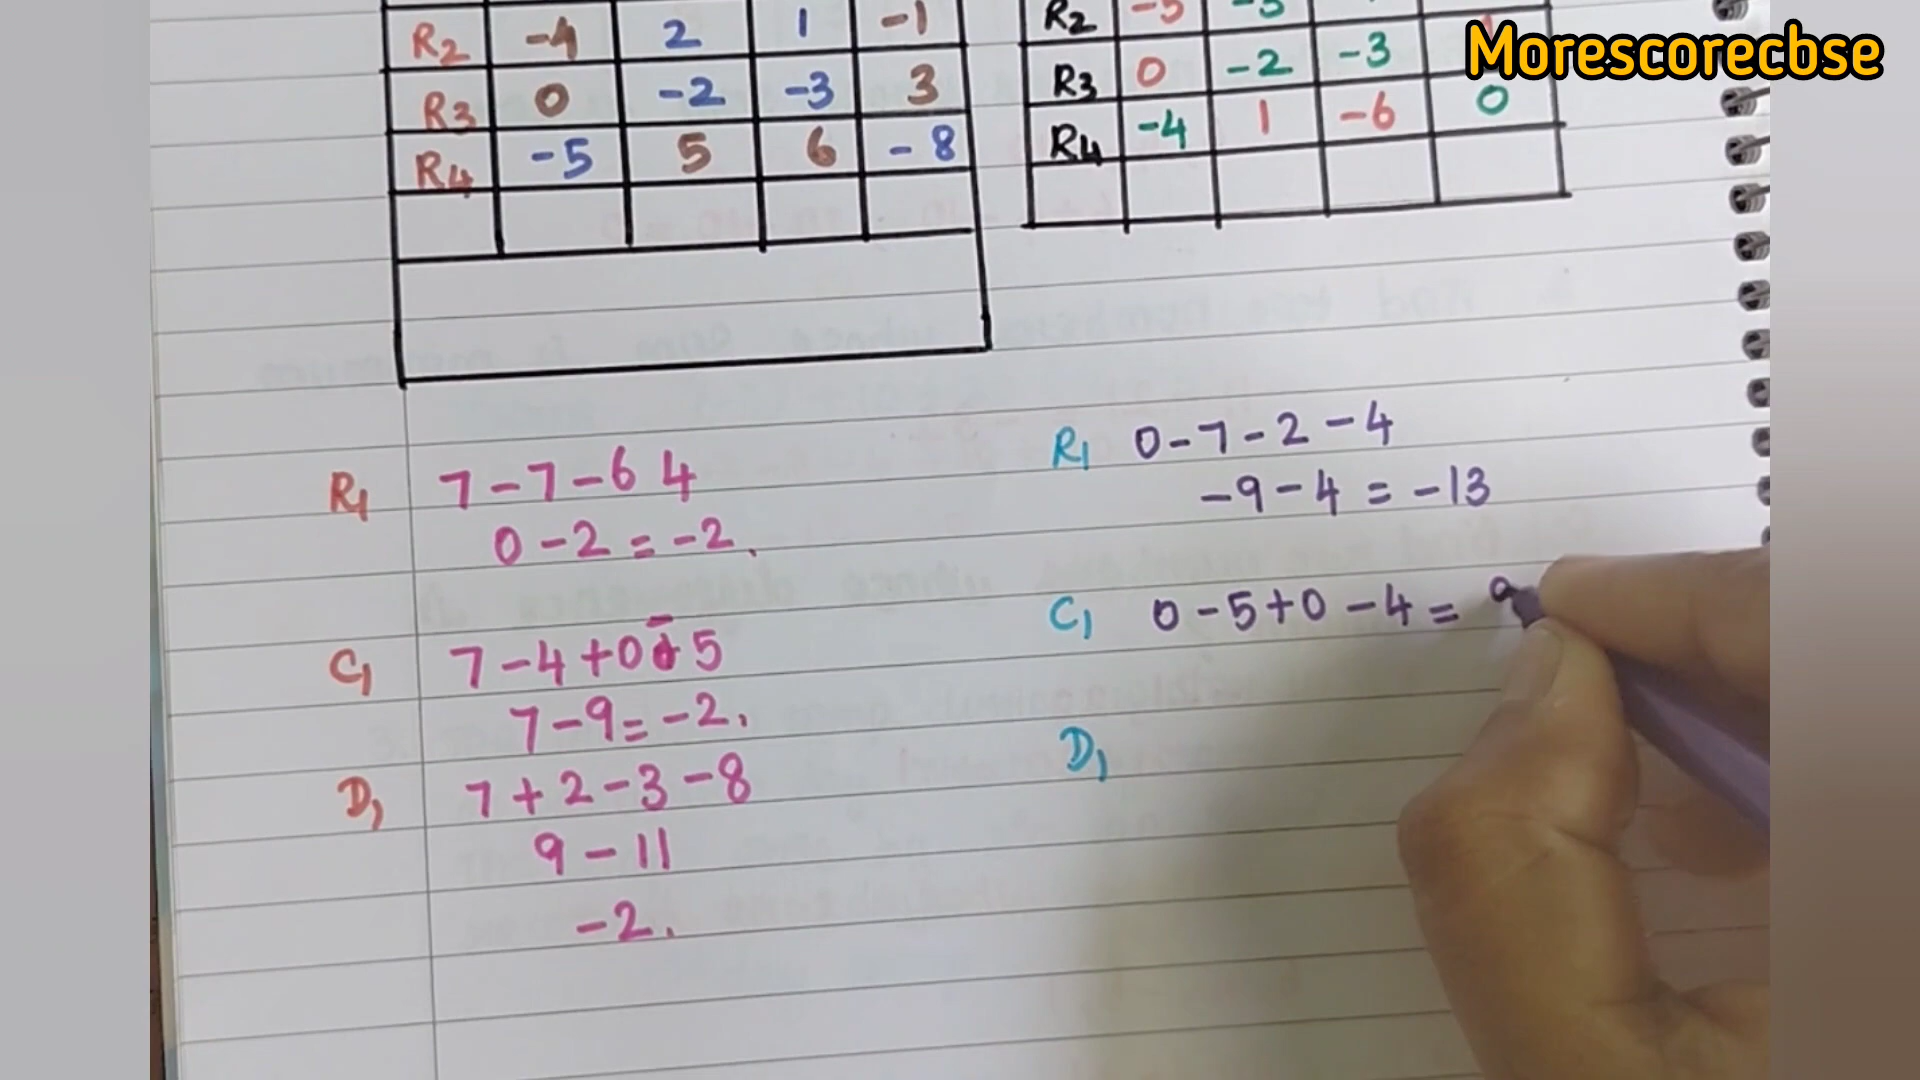 Morescorecbse
R2 -4 2 1 -1
R3 0 -2 -3 3
R4 -5 5 6 -8
R2
R3 0 -2 -3
R4 -4 1 -6 0
R1 7 - 7 - 6 4
0 - 2 = - 2.
C1 7 - 4 + 0 - 5
7 - 9 = - 2.
D1 7 + 2 - 3 - 8
9 - 11
- 2.
R1 0 - 7 - 2 - 4
- 9 - 4 = - 13
C1 0 - 5 + 0 - 4 = 9
D1